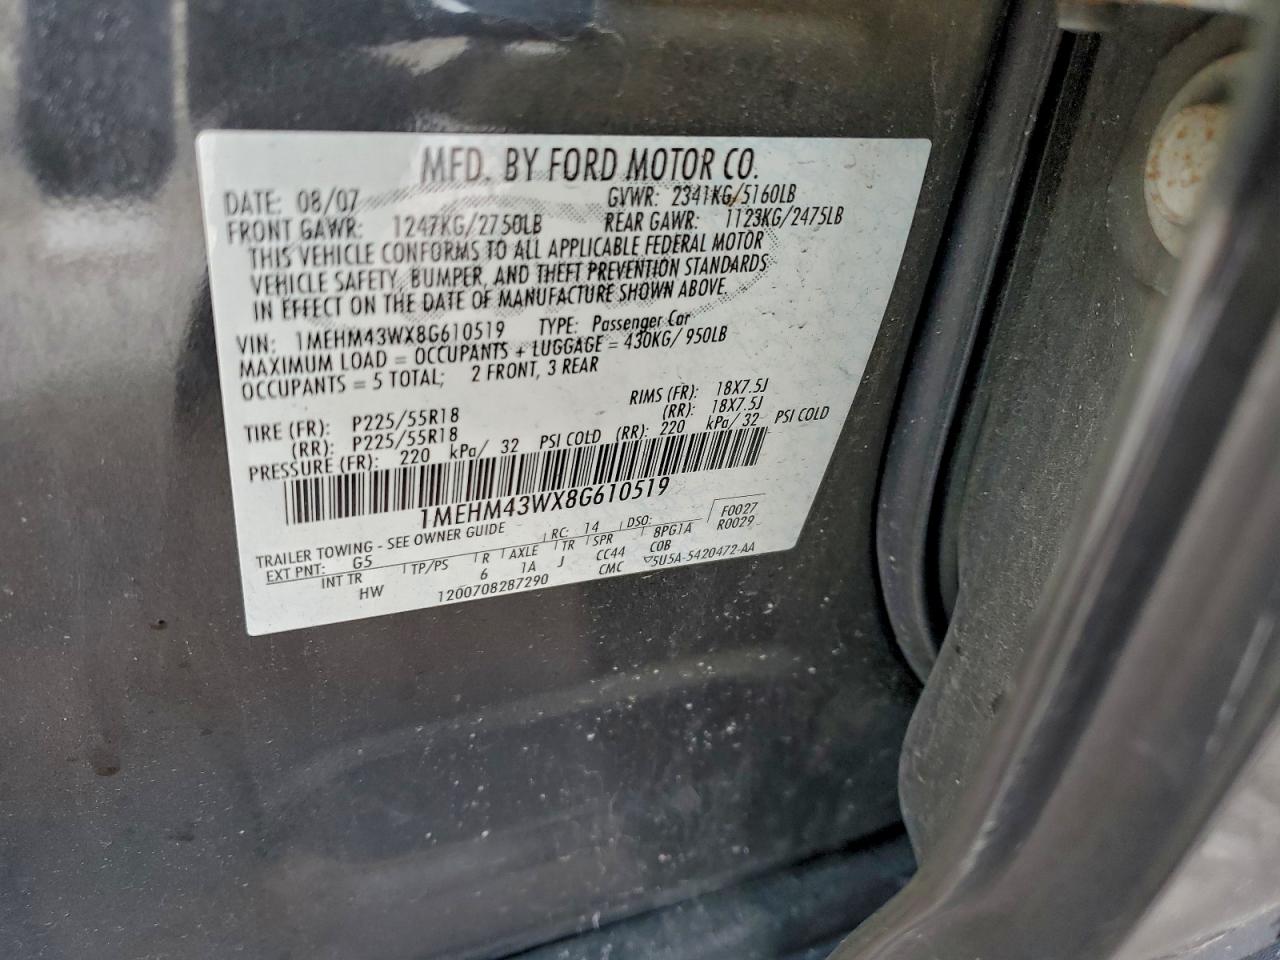 MFD. BY FORD MOTOR CO.
DATE: 08/07 GVWR: 2341KG/5160LB
FRONT GAWR: 1247KG/2750LB REAR GAWR: 1123KG/2475LB
THIS VEHICLE CONFORMS TO ALL APPLICABLE FEDERAL MOTOR
VEHICLE SAFETY, BUMPER, AND THEFT PREVENTION STANDARDS
IN EFFECT ON THE DATE OF MANUFACTURE SHOWN ABOVE.
VIN: 1MEHM43WX8G610519 TYPE: Passenger Car
MAXIMUM LOAD = OCCUPANTS + LUGGAGE = 430KG/ 950LB
OCCUPANTS = 5 TOTAL; 2 FRONT, 3 REAR
RIMS (FR): 18X7.5J
TIRE (FR): P225/55R18 (RR): 18X7.5J
(RR): P225/55R18
PRESSURE (FR): 220 kPa/ 32 PSI COLD (RR): 220 kPa/32 PSI COLD
1MEHM43WX8G610519
TRAILER TOWING - SEE OWNER GUIDE RC: 14 DSO: F0027
EXT PNT: G5 8PG1A R0029
INT TR TP/PS R AXLE TR SPR COB
HW 6 1A J CC44 5U5A-5420472-AA
1200708287290 CMC